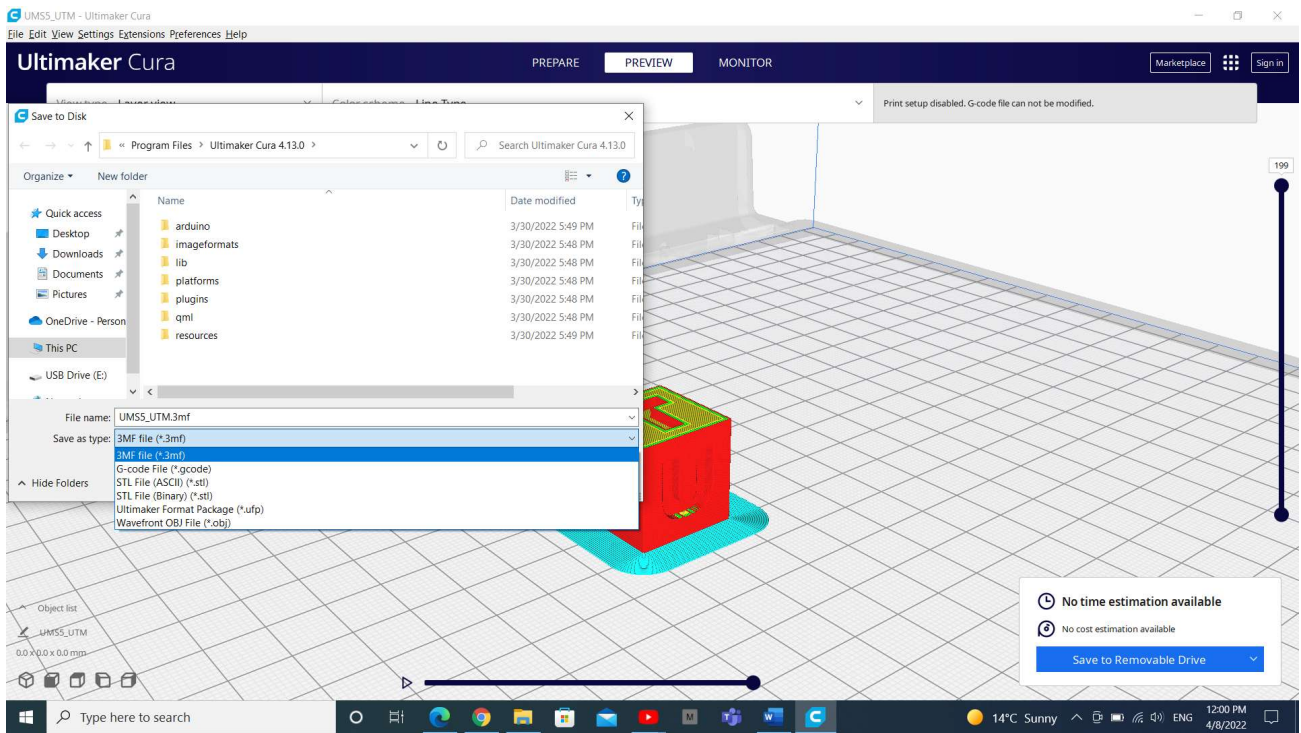 UMS5_UTM - Ultimaker Cura
File Edit View Settings Extensions Preferences Help
Ultimaker Cura
PREPARE PREVIEW MONITOR
Marketplace Sign in
View type Layer view Color scheme Line Type
Print setup disabled. G-code file can not be modified.
Save to Disk
« Program Files > Ultimaker Cura 4.13.0 >
Search Ultimaker Cura 4.13.0
Organize New folder
199
Name Date modified
Quick access
Desktop
Downloads
Documents
Pictures
OneDrive - Person
This PC
USB Drive (E:)
arduino 3/30/2022 5:49 PM
imageformats 3/30/2022 5:48 PM
lib 3/30/2022 5:48 PM
platforms 3/30/2022 5:48 PM
plugins 3/30/2022 5:48 PM
qml 3/30/2022 5:48 PM
resources 3/30/2022 5:49 PM
File name: UMS5_UTM.3mf
Save as type: 3MF file (*.3mf)
3MF file (*.3mf)
G-code File (*.gcode)
STL File (ASCII) (*.stl)
STL File (Binary) (*.stl)
Ultimaker Format Package (*.ufp)
Wavefront OBJ File (*.obj)
Hide Folders
U
Object list
UMS5_UTM
0.0 x 0.0 x 0.0 mm
No time estimation available
No cost estimation available
Save to Removable Drive
Type here to search
14°C Sunny
ENG
12:00 PM
4/8/2022